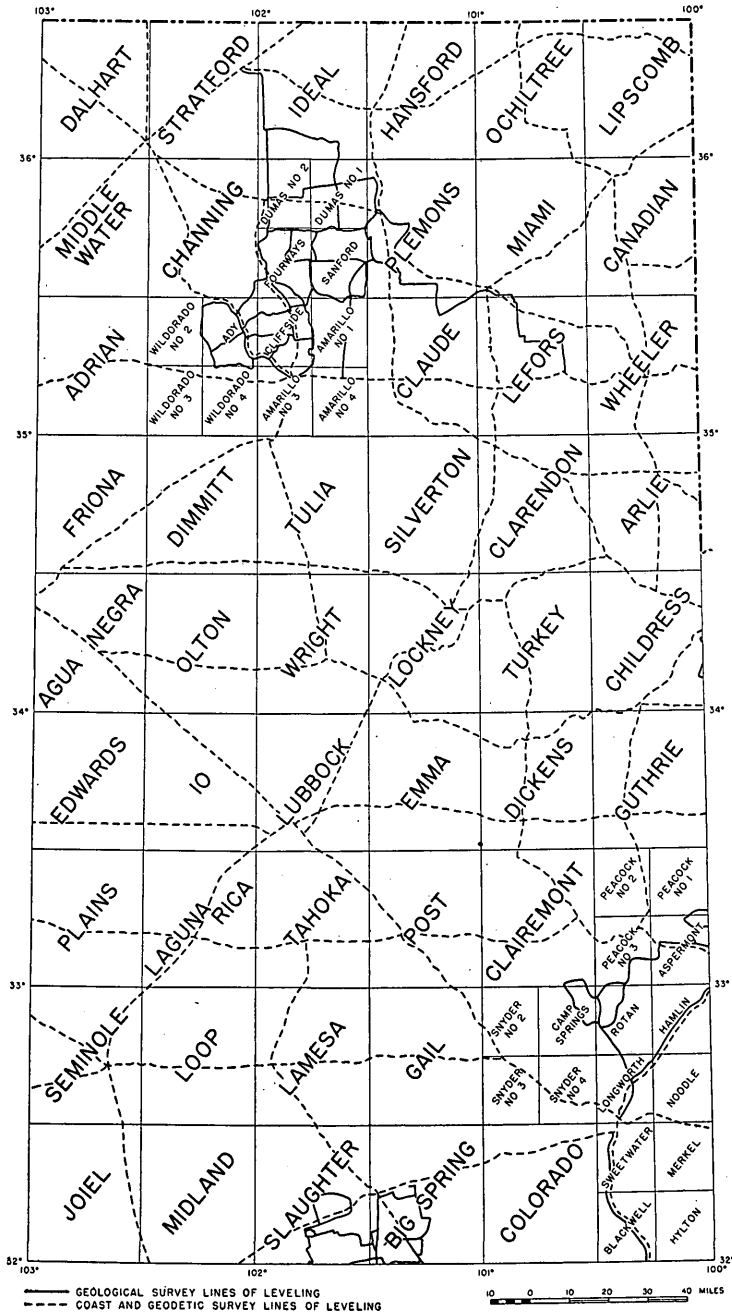 103° 102° 101° 100°
DALHART
STRATFORD
IDEAL
HANSFORD
OCHILTREE
LIPSCOMB
36° 36°
MIDDLE
WATER
CHANNING
DUMAS NO 2
DUMAS NO 1
FOURWAYS
SANFORD
PLEMONS
MIAMI
CANADIAN
ADRIAN
WILDORADO
NO 2
ADY
CLIFFSIDE
AMARILLO
NO 1
WILDORADO
NO 3
WILDORADO
NO 4
AMARILLO
NO 3
AMARILLO
NO 4
CLAUDE
LEFORS
WHEELER
35° 35°
FRIONA
DIMMITT
TULIA
SILVERTON
CLARENDON
ARLIE
AGUA
NEGRA
OLTON
WRIGHT
LOCKNEY
TURKEY
CHILDRESS
34° 34°
EDWARDS
IO
LUBBOCK
EMMA
DICKENS
GUTHRIE
PLAINS
LAGUNA
RICA
TAHOKA
POST
CLAIREMONT
PEACOCK
NO 2
PEACOCK
NO 1
PEACOCK
NO 3
ASPERMONT
33° 33°
SEMINOLE
LOOP
LAMESA
GAIL
SNYDER
NO 2
CAMP
SPRINGS
ROTAN
HAMLIN
SNYDER
NO 3
SNYDER
NO 4
LONGWORTH
NOODLE
JOIEL
MIDLAND
SLAUGHTER
BIG SPRING
COLORADO
SWEETWATER
MERKEL
BLACKWELL
HYLTON
32° 32°
103° 102° 101° 100°
GEOLOGICAL SURVEY LINES OF LEVELING
COAST AND GEODETIC SURVEY LINES OF LEVELING
10 0 10 20 30 40 MILES